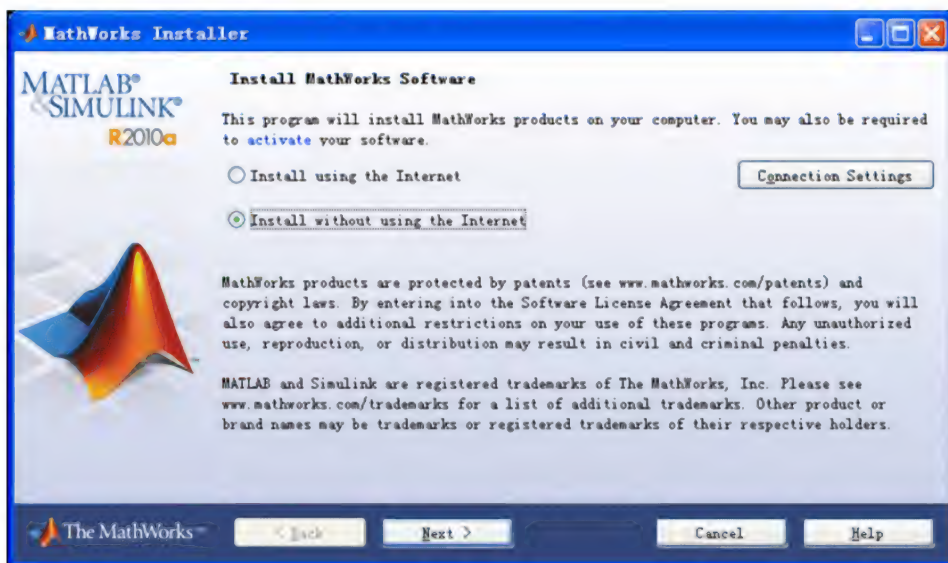 MathWorks Installer
MATLAB®
&SIMULINK®
R2010a
Install MathWorks Software
This program will install MathWorks products on your computer. You may also be required
to activate your software.
Install using the Internet
Connection Settings
Install without using the Internet
MathWorks products are protected by patents (see www.mathworks.com/patents) and
copyright laws. By entering into the Software License Agreement that follows, you will
also agree to additional restrictions on your use of these programs. Any unauthorized
use, reproduction, or distribution may result in civil and criminal penalties.
MATLAB and Simulink are registered trademarks of The MathWorks, Inc. Please see
www.mathworks.com/trademarks for a list of additional trademarks. Other product or
brand names may be trademarks or registered trademarks of their respective holders.
The MathWorks™
< Back
Next >
Cancel
Help